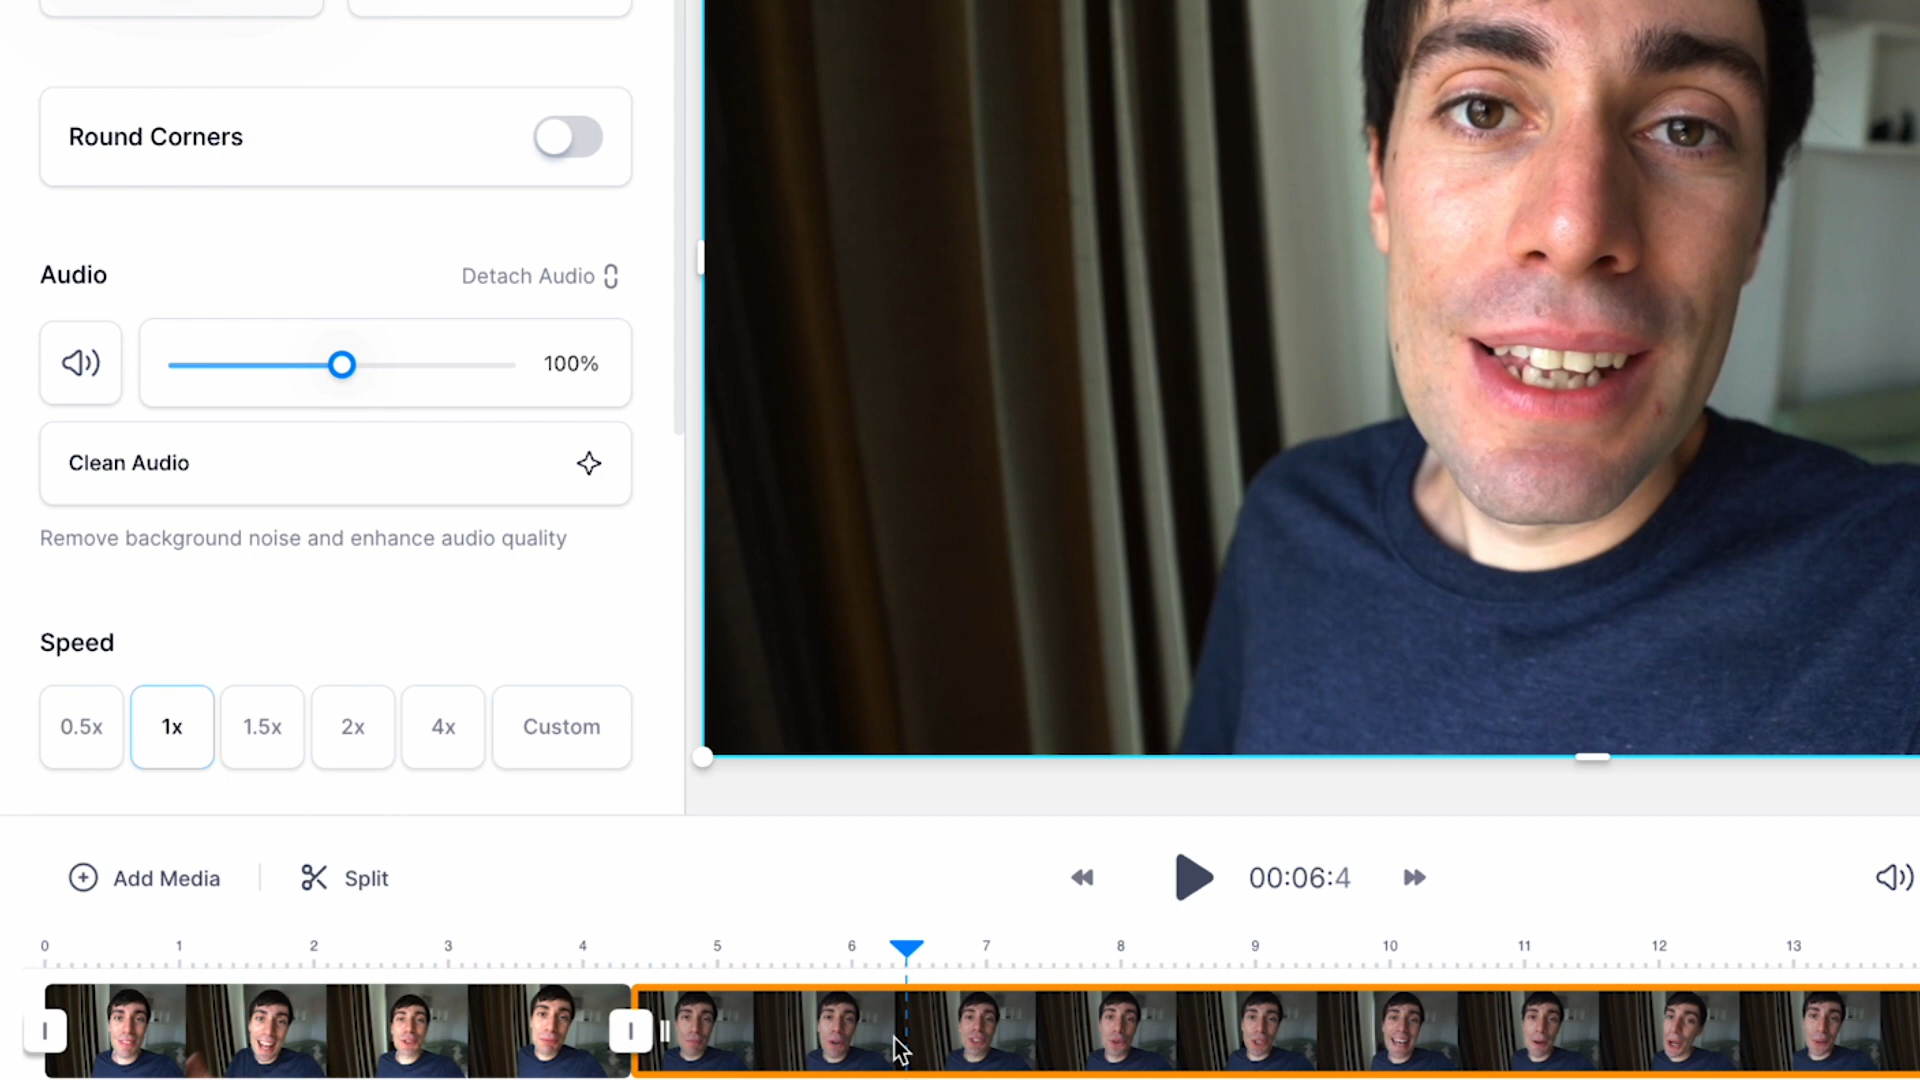 Round Corners
Audio
Detach Audio
100%
Clean Audio
Remove background noise and enhance audio quality
Speed
0.5x 1x 1.5x 2x 4x Custom
Add Media Split 00:06:4
0 1 2 3 4 5 6 7 8 9 10 11 12 13